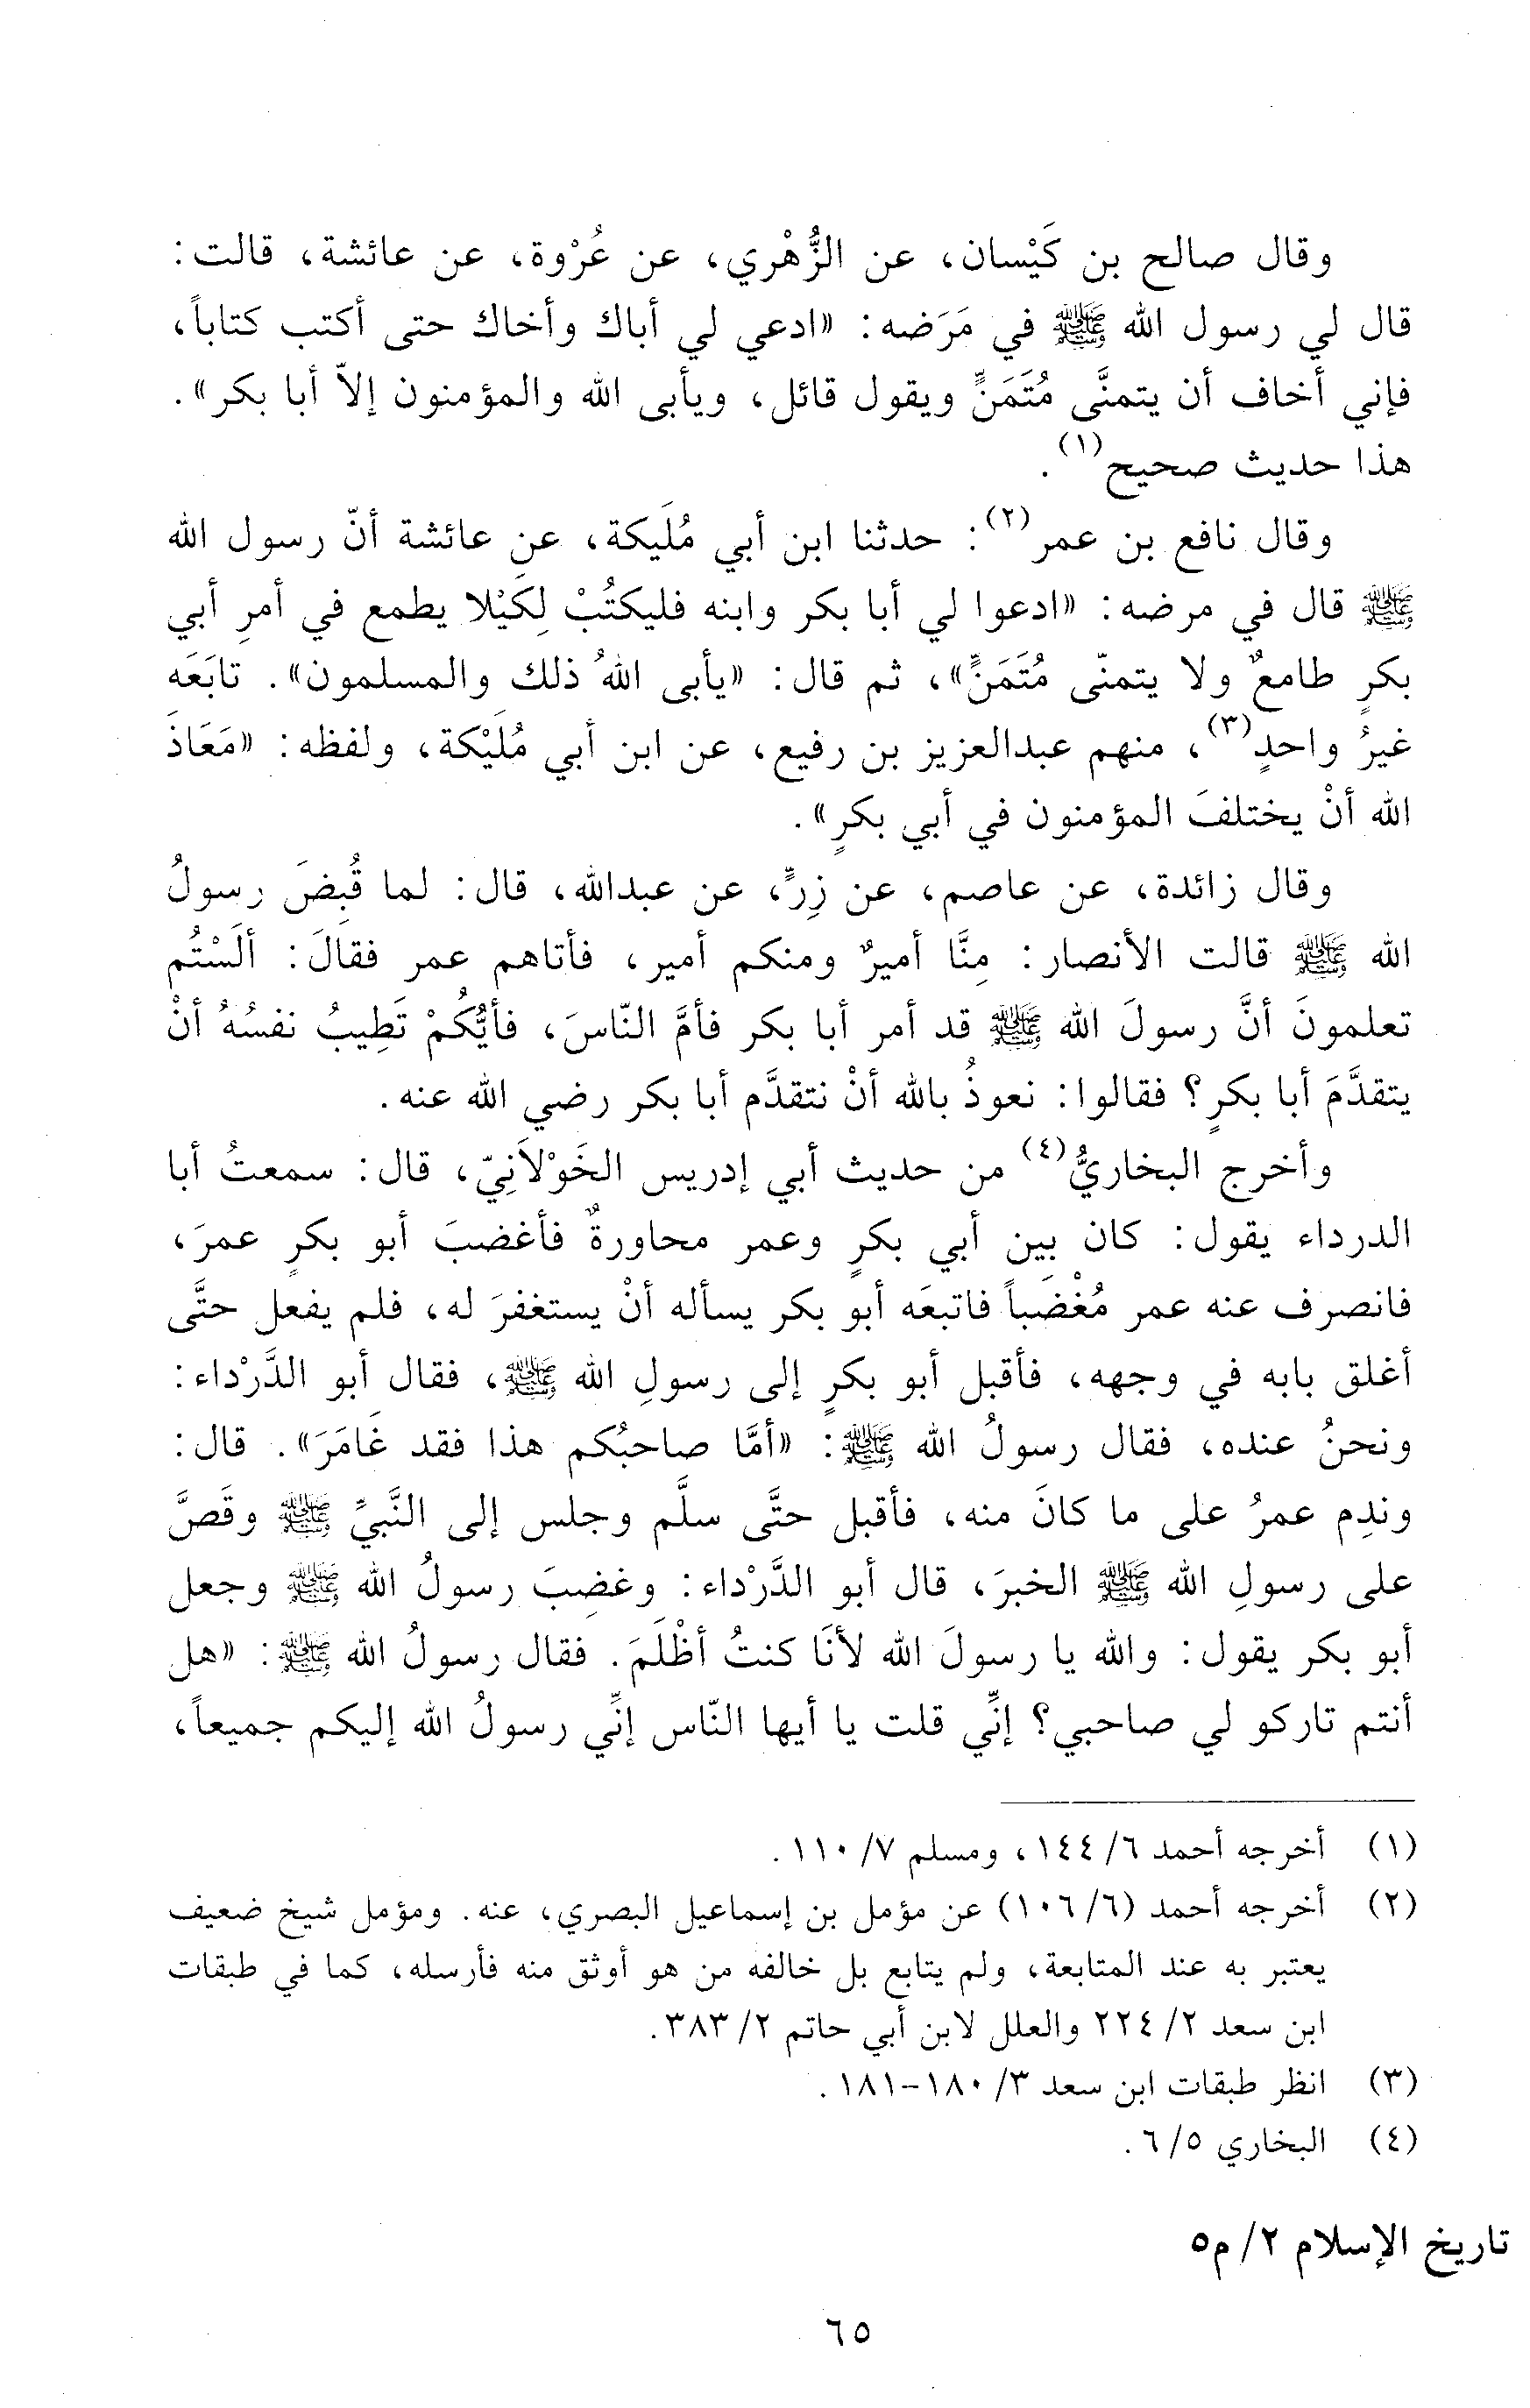 وقال صالح بن كَيْسان، عن الزُّهْري، عن عُرْوة، عن عائشة، قالت:
قال لي رسول الله ﷺ في مَرَضه: «ادعي لي أباك وأخاك حتى أكتب كتاباً،
فإني أخاف أن يتمنَّى مُتَمَنٍّ ويقول قائل، ويأبى الله والمؤمنون إلاّ أبا بكر».
هذا حديث صحيح(١).
وقال نافع بن عمر(٢): حدثنا ابن أبي مُلَيكة، عن عائشة أنّ رسول الله
ﷺ قال في مرضه: «ادعوا لي أبا بكر وابنه فليكتُبْ لِكَيْلا يطمع في أمرِ أبي
بكرٍ طامعٌ ولا يتمنّى مُتَمَنٍّ»، ثم قال: «يأبى اللهُ ذلك والمسلمون». تابَعَه
غيرُ واحدٍ(٣)، منهم عبدالعزيز بن رفيع، عن ابن أبي مُلَيْكة، ولفظه: «مَعَاذَ
الله أنْ يختلفَ المؤمنون في أبي بكرٍ».
وقال زائدة، عن عاصم، عن زِرٍّ، عن عبدالله، قال: لما قُبِضَ رسولُ
الله ﷺ قالت الأنصار: مِنَّا أميرٌ ومنكم أمير، فأتاهم عمر فقالَ: ألَسْتُم
تعلمونَ أنَّ رسولَ الله ﷺ قد أمر أبا بكر فأمَّ النّاسَ، فأيُّكُمْ تَطِيبُ نفسُهُ أنْ
يتقدَّمَ أبا بكرٍ؟ فقالوا: نعوذُ بالله أنْ نتقدَّم أبا بكر رضي الله عنه.
وأخرج البخاريُّ(٤) من حديث أبي إدريس الخَوْلاَنِيّ، قال: سمعتُ أبا
الدرداء يقول: كان بين أبي بكرٍ وعمر محاورةٌ فأغضبَ أبو بكرٍ عمرَ،
فانصرف عنه عمر مُغْضَباً فاتبعَه أبو بكر يسأله أنْ يستغفرَ له، فلم يفعل حتَّى
أغلق بابه في وجهه، فأقبل أبو بكرٍ إلى رسولِ الله ﷺ، فقال أبو الدَّرْداء:
ونحنُ عنده، فقال رسولُ الله ﷺ: «أمَّا صاحبُكم هذا فقد غَامَرَ». قال:
وندِم عمرُ على ما كانَ منه، فأقبل حتَّى سلَّم وجلس إلى النَّبيِّ ﷺ وقَصَّ
على رسولِ الله ﷺ الخبرَ، قال أبو الدَّرْداء: وغضِبَ رسولُ الله ﷺ وجعل
أبو بكر يقول: والله يا رسولَ الله لأنَا كنتُ أظْلَمَ. فقال رسولُ الله ﷺ: «هل
أنتم تاركو لي صاحبي؟ إنِّي قلت يا أيها النّاس إنِّي رسولُ الله إليكم جميعاً،
(١) أخرجه أحمد ٦/ ١٤٤، ومسلم ٧/ ١١٠.
(٢) أخرجه أحمد (٦/ ١٠٦) عن مؤمل بن إسماعيل البصري، عنه. ومؤمل شيخ ضعيف
يعتبر به عند المتابعة، ولم يتابع بل خالفه من هو أوثق منه فأرسله، كما في طبقات
ابن سعد ٢/ ٢٢٤ والعلل لابن أبي حاتم ٢/ ٣٨٣.
(٣) انظر طبقات ابن سعد ٣/ ١٨٠-١٨١.
(٤) البخاري ٥/ ٦.
تاريخ الإسلام ٢/ م٥
٦٥